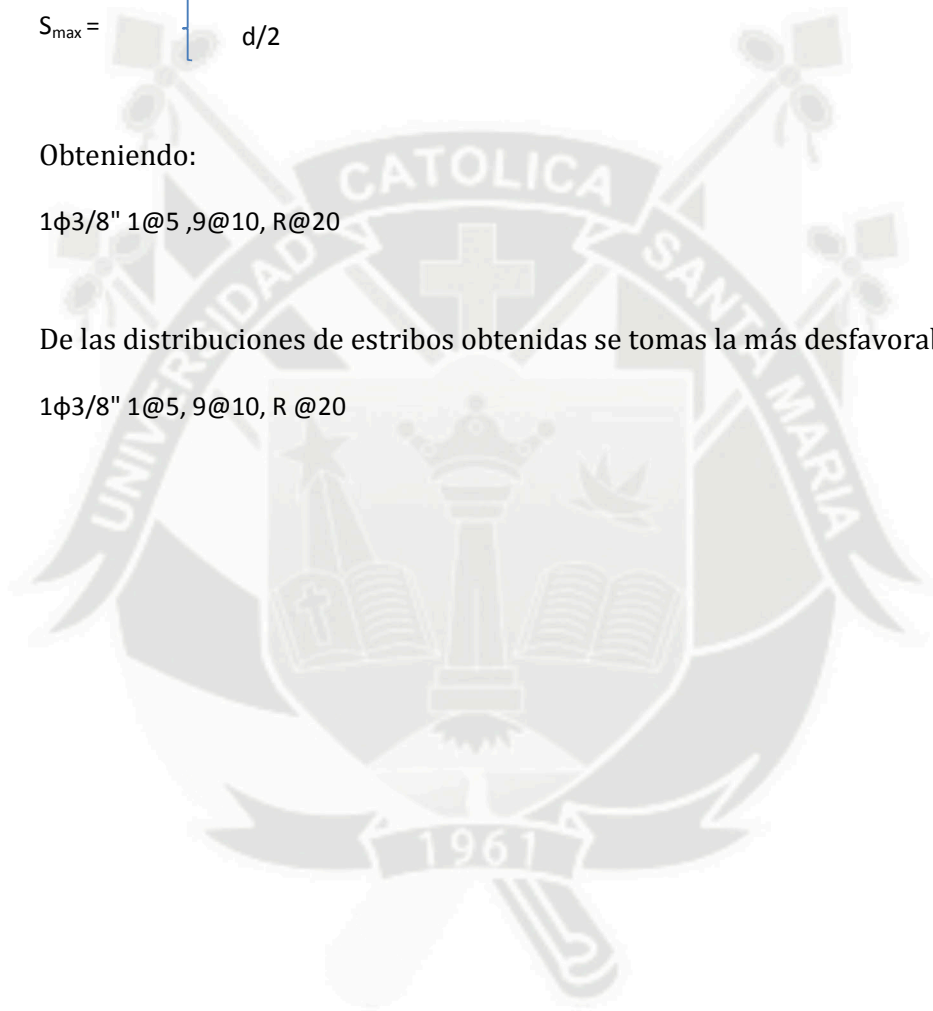 Smax = d/2
Obteniendo:
1ϕ3/8" 1@5 ,9@10, R@20
De las distribuciones de estribos obtenidas se tomas la más
1ϕ3/8" 1@5, 9@10, R @20
UNIVERSIDAD CATOLICA SANTA MARIA
1961